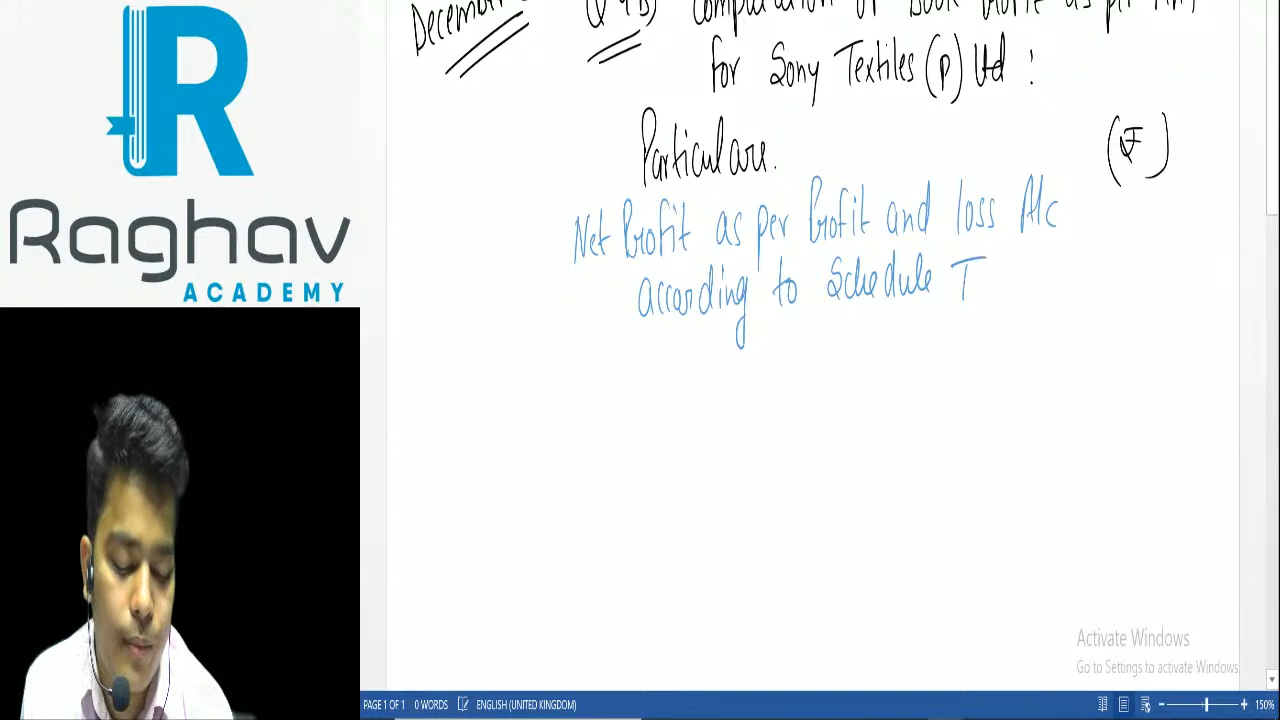 Raghav
ACADEMY
December
Q 4 B) Computation of Book Profit as per
for Sony Textiles (P) Ltd :
Particulars.
(₹)
Net Profit as per Profit and loss A/c
according to Schedule I
Activate Windows
Go to Settings to activate Windows.
PAGE 1 OF 1 0 WORDS ENGLISH (UNITED KINGDOM) 150%